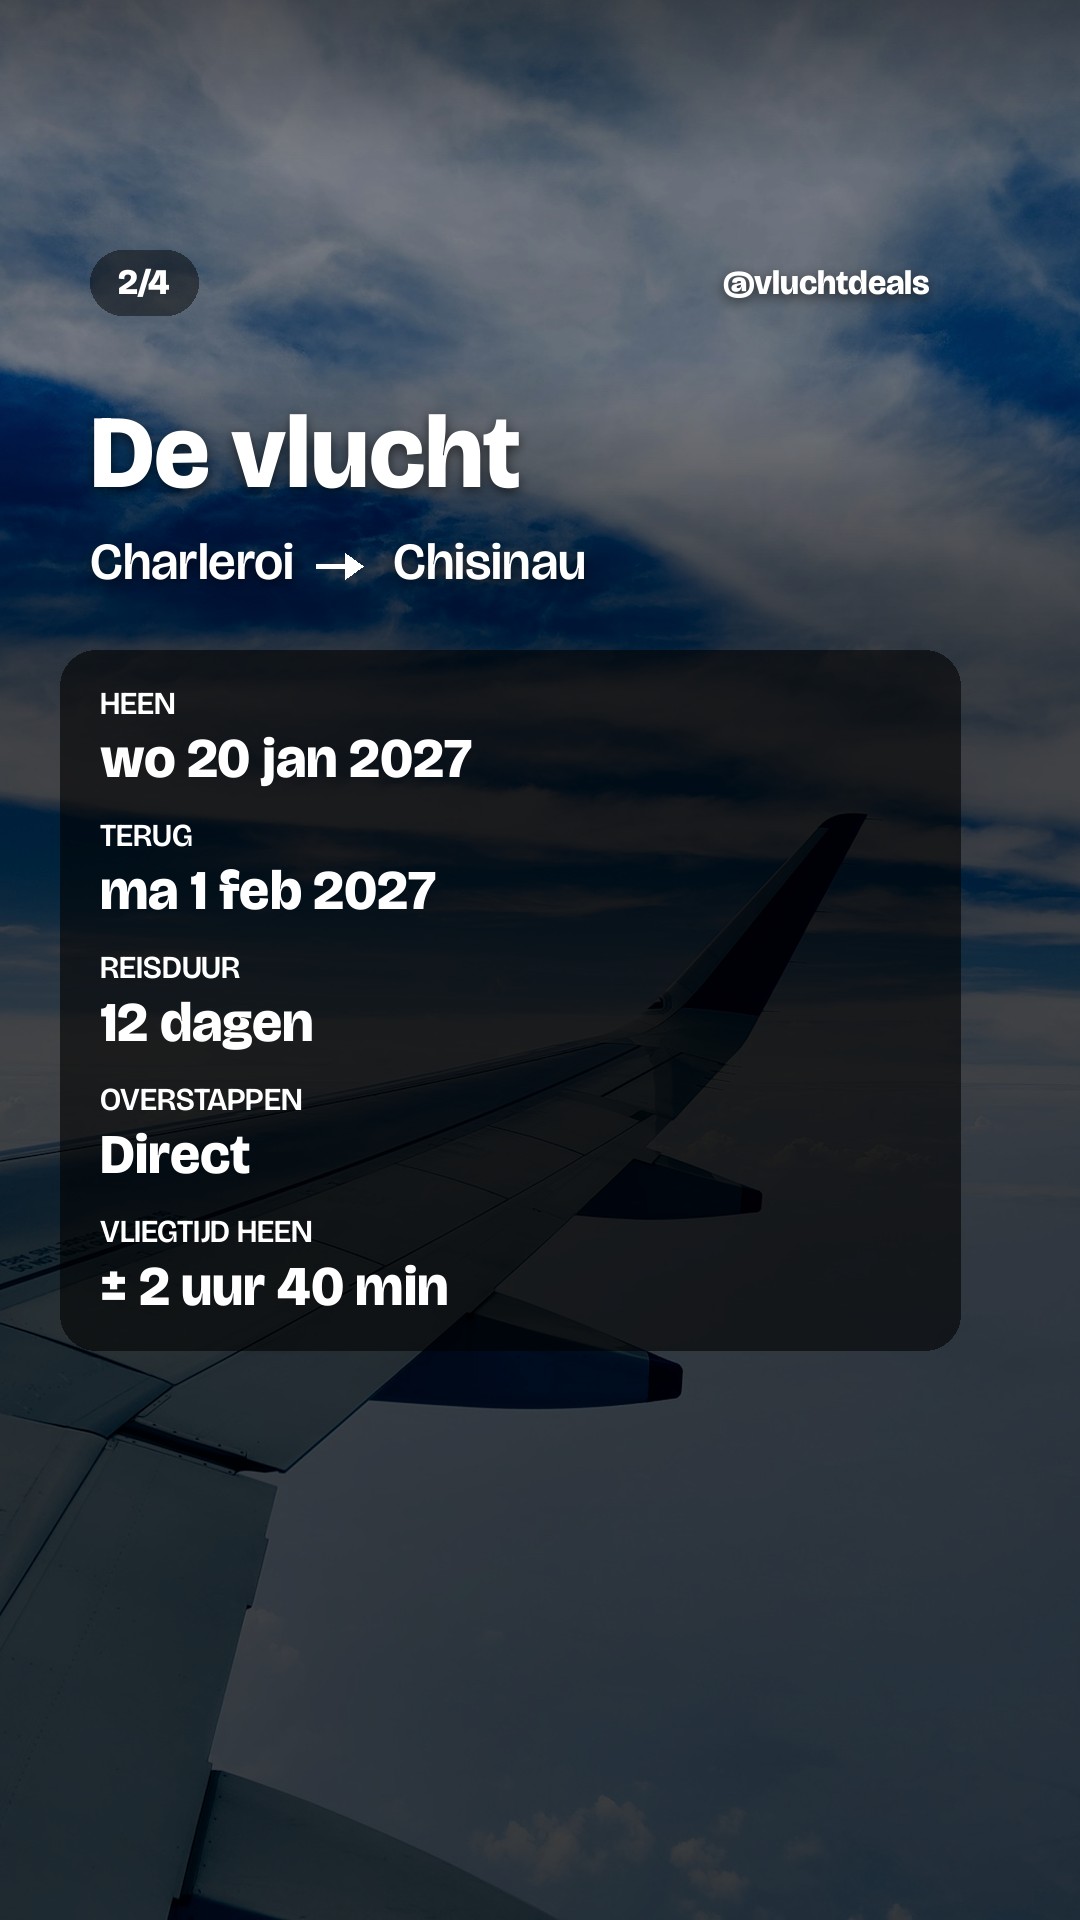 2/4
@vluchtdeals
De vlucht
Charleroi → Chisinau
HEEN
wo 20 jan 2027
TERUG
ma 1 feb 2027
REISDUUR
12 dagen
OVERSTAPPEN
Direct
VLIEGTIJD HEEN
± 2 uur 40 min